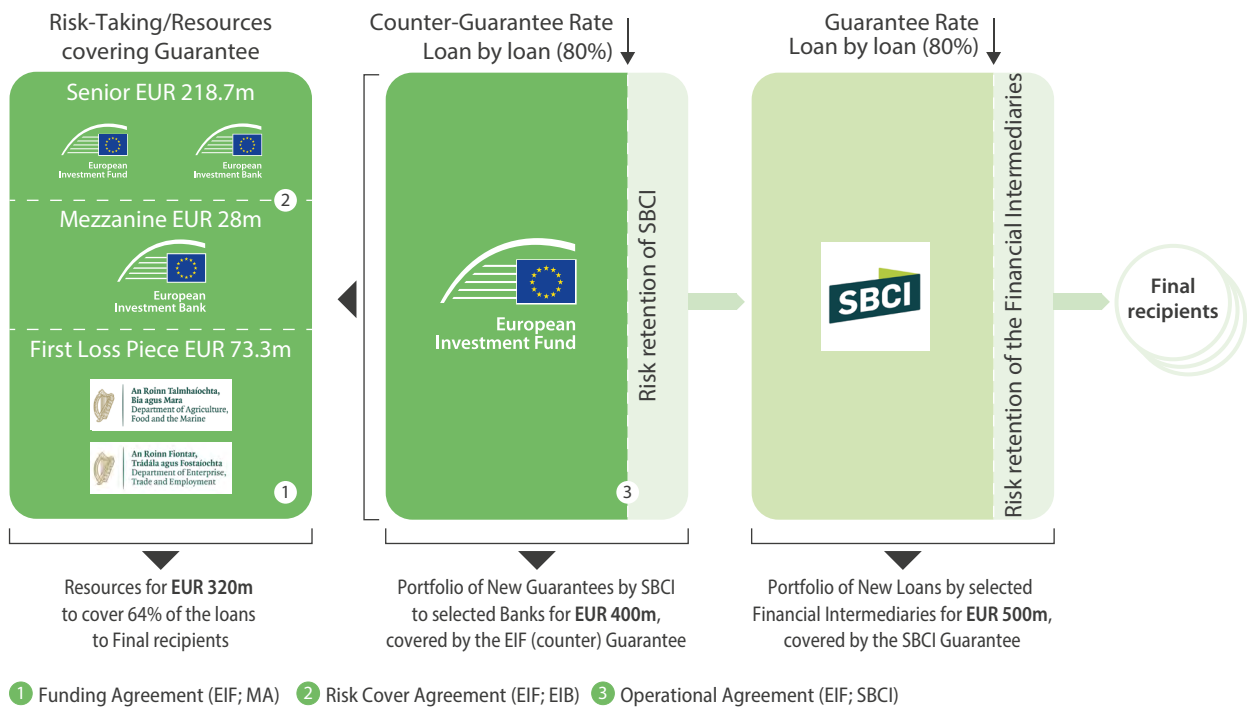 Risk-Taking/Resources
covering Guarantee
Senior EUR 218.7m
European
Investment Fund
European
Investment Bank
2
Mezzanine EUR 28m
European
Investment Bank
First Loss Piece EUR 73.3m
An Roinn Talmhaíochta,
Bia agus Mara
Department of Agriculture,
Food and the Marine
An Roinn Fiontar,
Trádála agus Fostaíochta
Department of Enterprise,
Trade and Employment
1
Resources for EUR 320m
to cover 64% of the loans
to Final recipients
Counter-Guarantee Rate
Loan by loan (80%)
European
Investment Fund
Risk retention of SBCI
3
Portfolio of New Guarantees by SBCI
to selected Banks for EUR 400m,
covered by the EIF (counter) Guarantee
Guarantee Rate
Loan by loan (80%)
SBCI
Risk retention of the Financial Intermediaries
Portfolio of New Loans by selected
Financial Intermediaries for EUR 500m,
covered by the SBCI Guarantee
Final
recipients
1 Funding Agreement (EIF; MA) 2 Risk Cover Agreement (EIF; EIB) 3 Operational Agreement (EIF; SBCI)